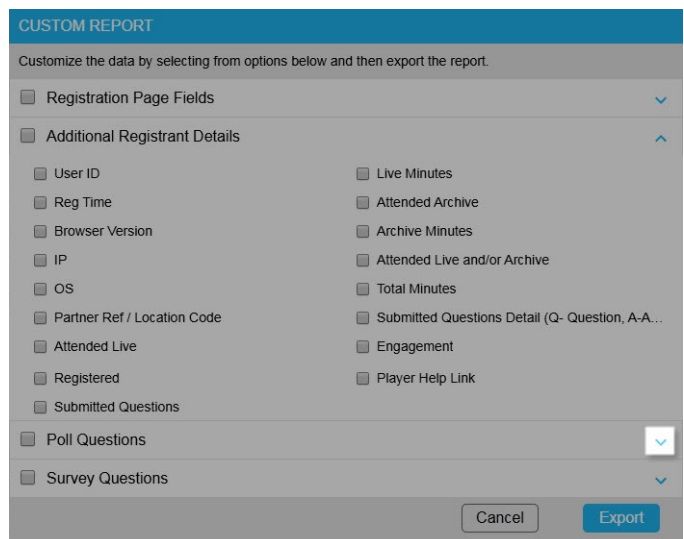 CUSTOM REPORT
Customize the data by selecting from options below and then export the report.
Registration Page Fields
Additional Registrant Details
User ID
Live Minutes
Reg Time
Attended Archive
Browser Version
Archive Minutes
IP
Attended Live and/or Archive
OS
Total Minutes
Partner Ref / Location Code
Submitted Questions Detail (Q- Question, A-A...
Attended Live
Engagement
Registered
Player Help Link
Submitted Questions
Poll Questions
Survey Questions
Cancel
Export